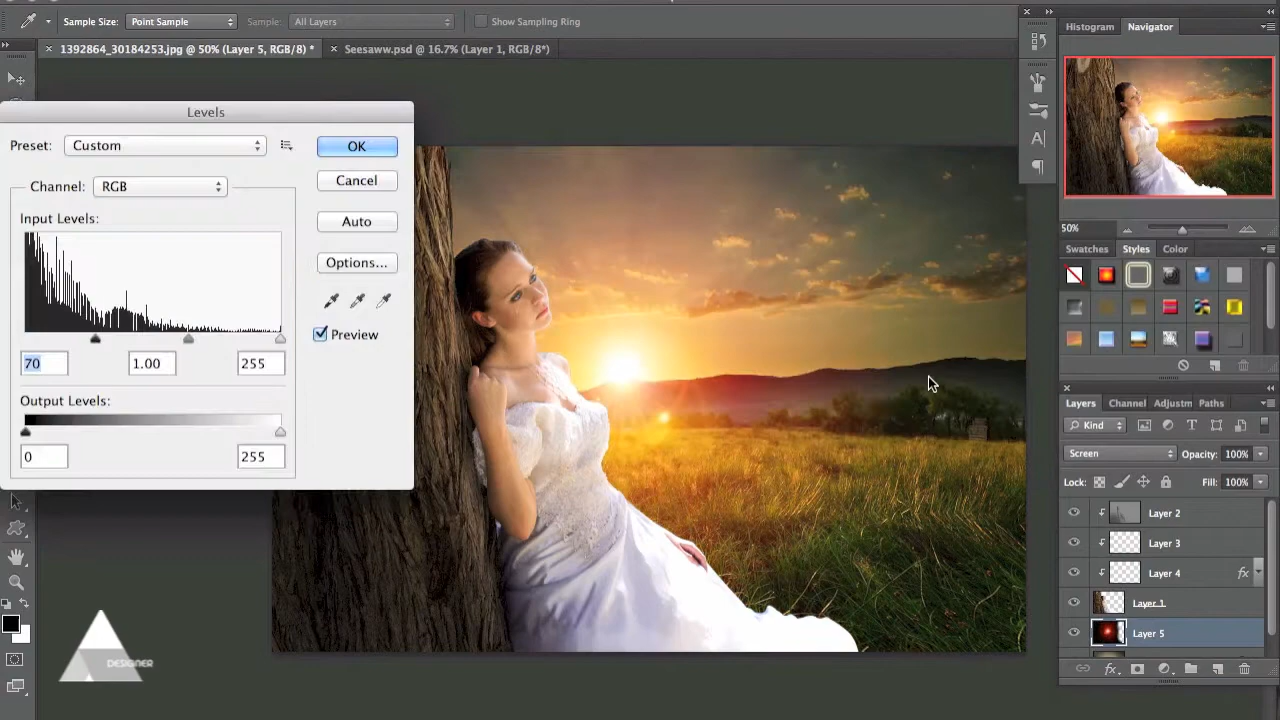 Sample Size: Point Sample Sample: All Layers Show Sampling Ring
1392864_30184253.jpg @ 50% (Layer 5, RGB/8) * Seesaww.psd @ 16.7% (Layer 1, RGB/8*)
Histogram Navigator
Levels
Preset: Custom
OK
Channel: RGB
Cancel
Input Levels:
Auto
Options...
Preview
70 1.00 255
Output Levels:
0 255
50%
Swatches Styles Color
Layers Channel Adjustm Paths
Kind
Screen Opacity: 100%
Lock: Fill: 100%
Layer 2
Layer 3
Layer 4 fx
Layer 1
Layer 5
fx
DESIGNER